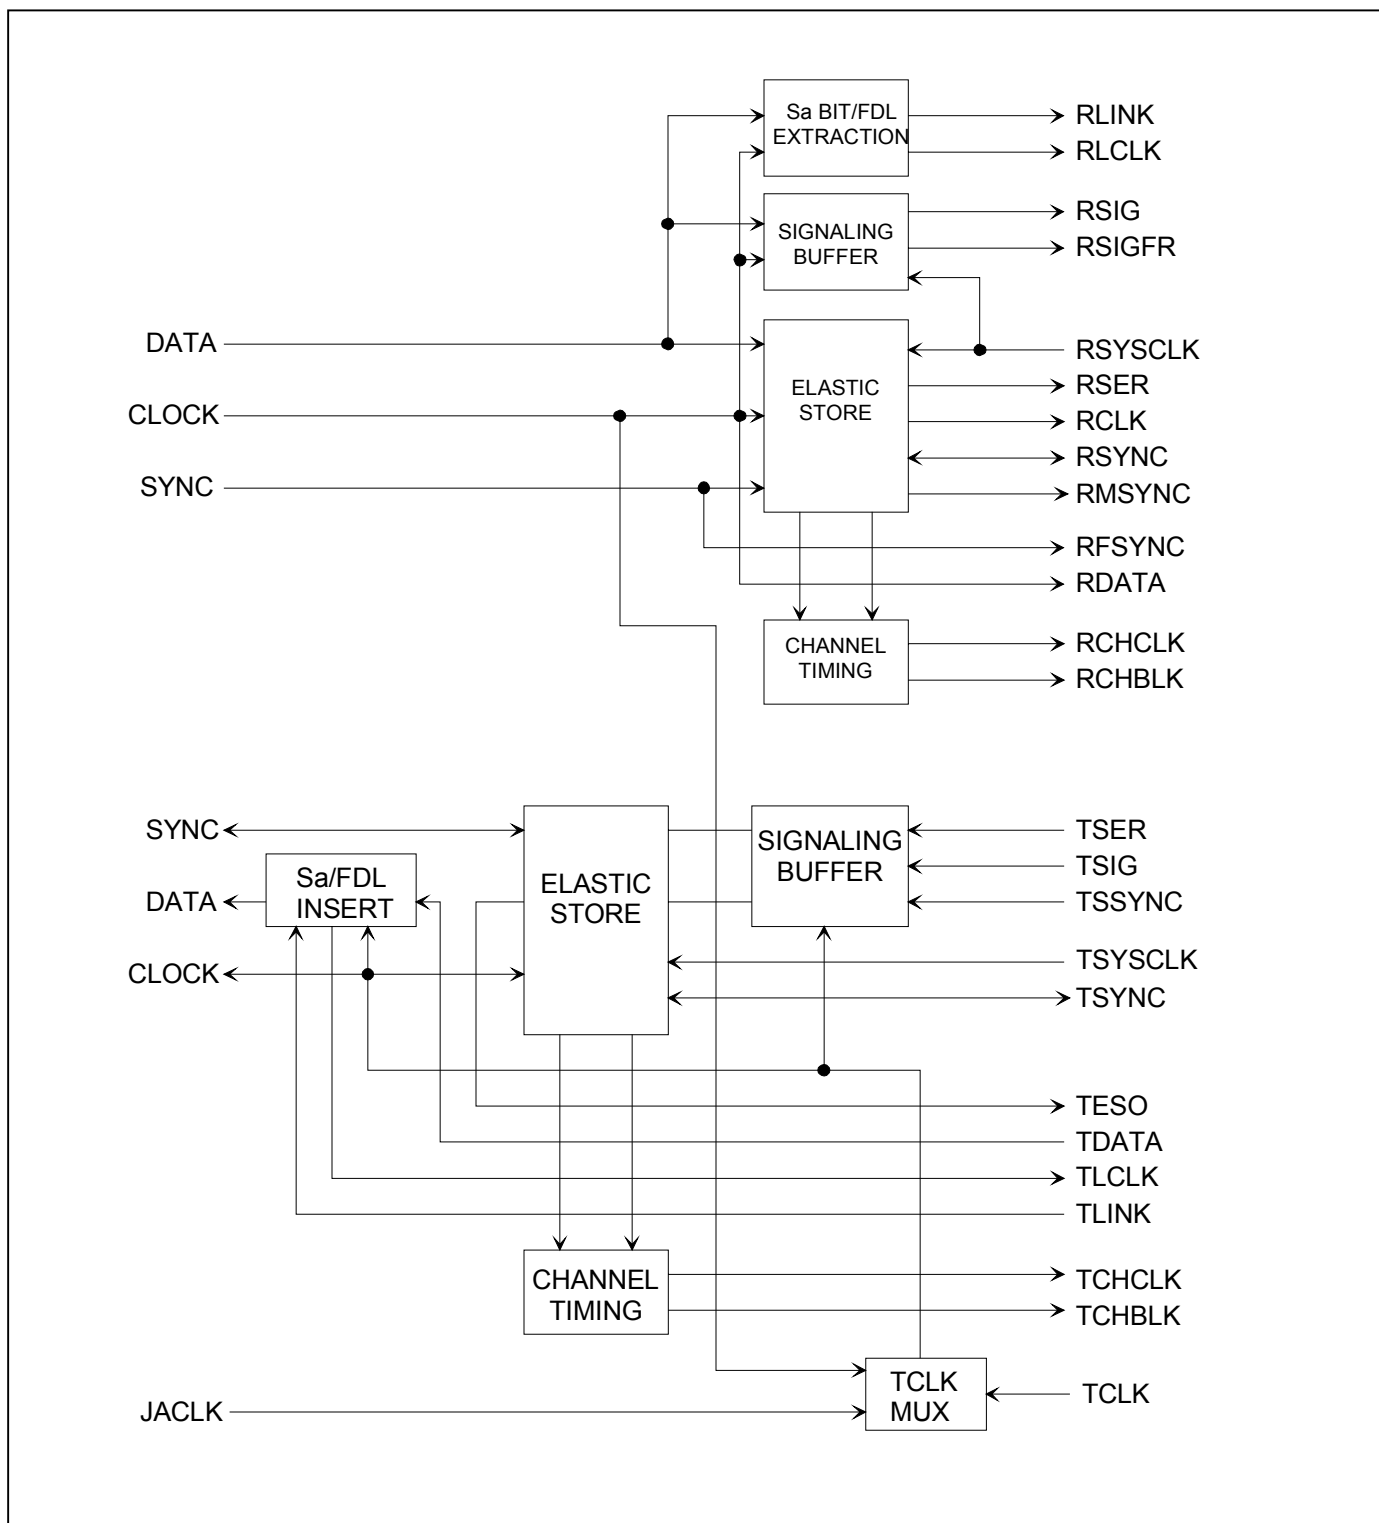 Sa BIT/FDL
EXTRACTION
RLINK
RLCLK
SIGNALING
BUFFER
RSIG
RSIGFR
DATA
CLOCK
SYNC
ELASTIC
STORE
RSYSCLK
RSER
RCLK
RSYNC
RMSYNC
RFSYNC
RDATA
CHANNEL
TIMING
RCHCLK
RCHBLK
SYNC
DATA
CLOCK
Sa/FDL
INSERT
ELASTIC
STORE
SIGNALING
BUFFER
TSER
TSIG
TSSYNC
TSYSCLK
TSYNC
TESO
TDATA
TLCLK
TLINK
CHANNEL
TIMING
TCHCLK
TCHBLK
JACLK
TCLK
MUX
TCLK